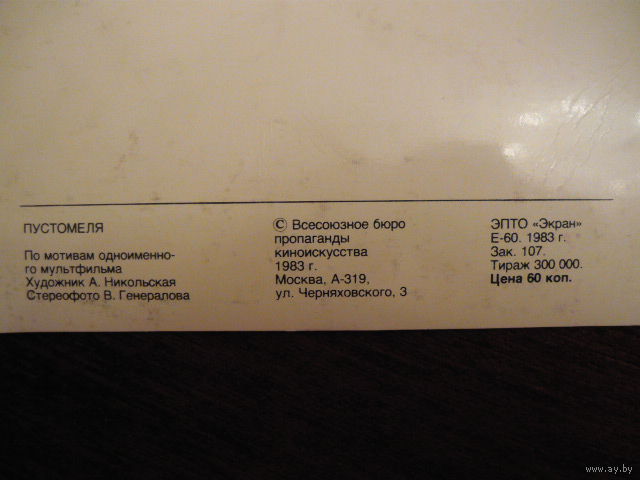 ПУСТОМЕЛЯ
По мотивам одноименно-
го мультфильма
Художник А. Никольская
Стереофото В. Генералова
© Всесоюзное бюро
пропаганды
киноискусства
1983 г.
Москва, А-319,
ул. Черняховского, 3
ЭПТО «Экран»
Е-60. 1983 г.
Зак. 107.
Тираж 300 000.
Цена 60 коп.
www.ay.by